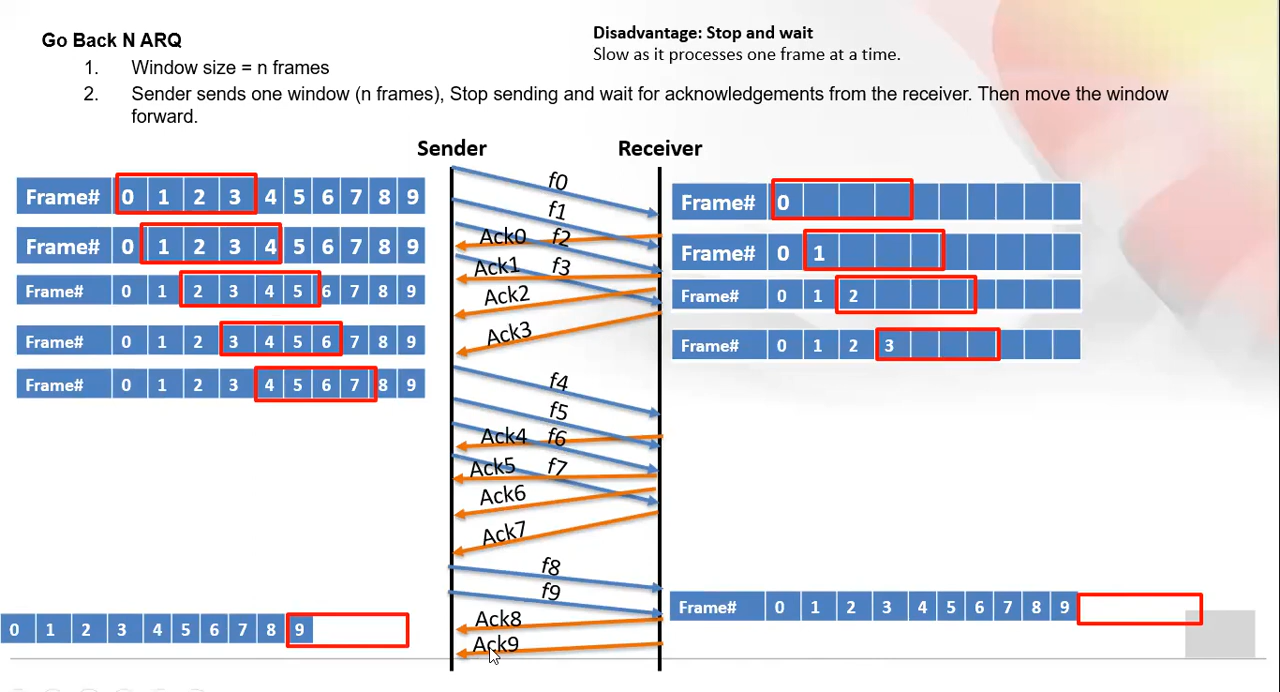 Go Back N ARQ
1. Window size = n frames
2. Sender sends one window (n frames), Stop sending and wait for acknowledgements from the receiver. Then move the window
forward.
Disadvantage: Stop and wait
Slow as it processes one frame at a time.
Sender Receiver
Frame# 0 1 2 3 4 5 6 7 8 9
Frame# 0 1 2 3 4 5 6 7 8 9
Frame# 0 1 2 3 4 5 6 7 8 9
Frame# 0 1 2 3 4 5 6 7 8 9
Frame# 0 1 2 3 4 5 6 7 8 9
0 1 2 3 4 5 6 7 8 9
f0
f1
Ack0 f2
Ack1 f3
Ack2
Ack3
f4
f5
Ack4 f6
Ack5 f7
Ack6
Ack7
f8
f9
Ack8
Ack9
Frame# 0
Frame# 0 1
Frame# 0 1 2
Frame# 0 1 2 3
Frame# 0 1 2 3 4 5 6 7 8 9